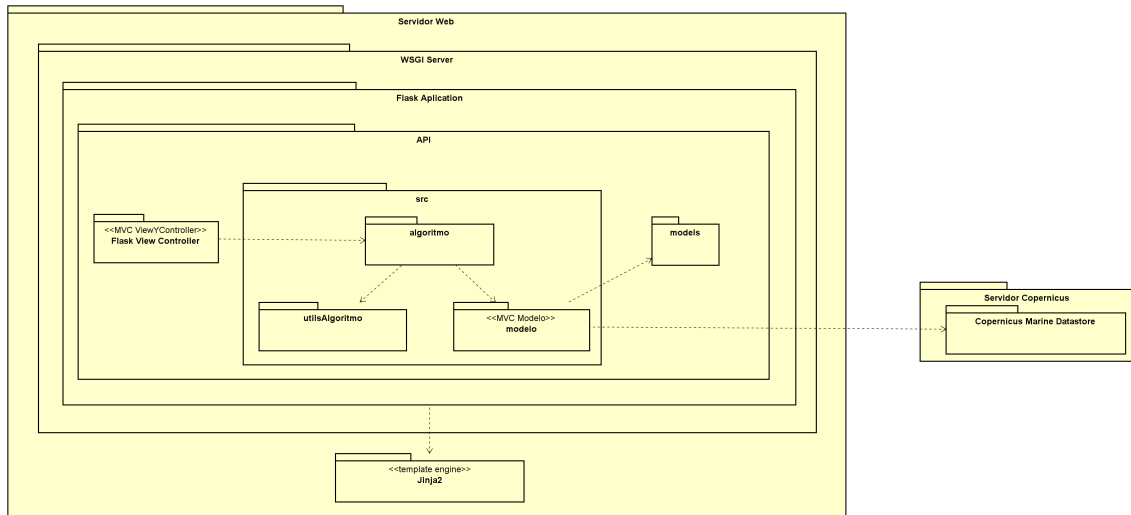 Servidor Web
WSGI Server
Flask Aplication
API
src
<<MVC ViewYController>>
Flask View Controller
algoritmo
models
utilsAlgoritmo
<<MVC Modelo>>
modelo
Servidor Copernicus
Copernicus Marine Datastore
<<template engine>>
Jinja2